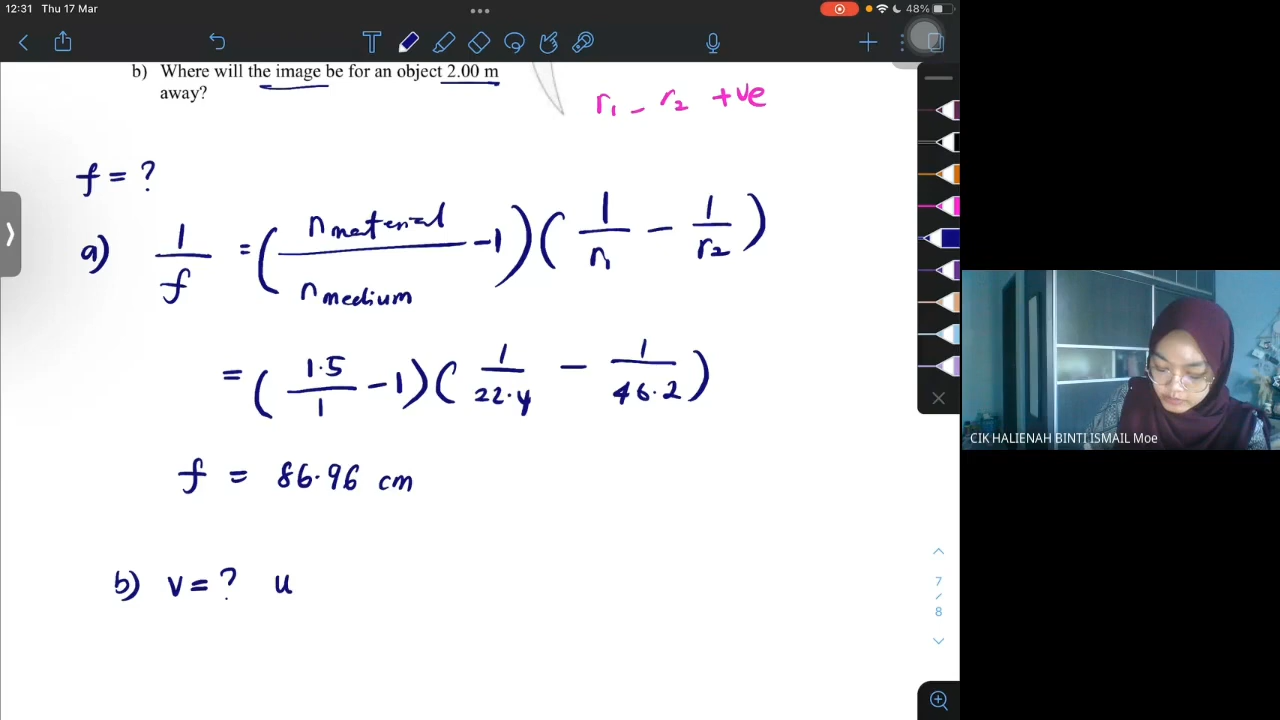 12:31 Thu 17 Mar
48%
T
b) Where will the image be for an object 2.00 m
away?
r1 - r2 +ve
f = ?
a) 1/f = (n material / n medium -1)(1/r1 - 1/r2)
= (1.5/1 -1)(1/22.4 - 1/46.2)
f = 86.96 cm
b) v = ? u
7
/
8
CIK HALIENAH BINTI ISMAIL Moe